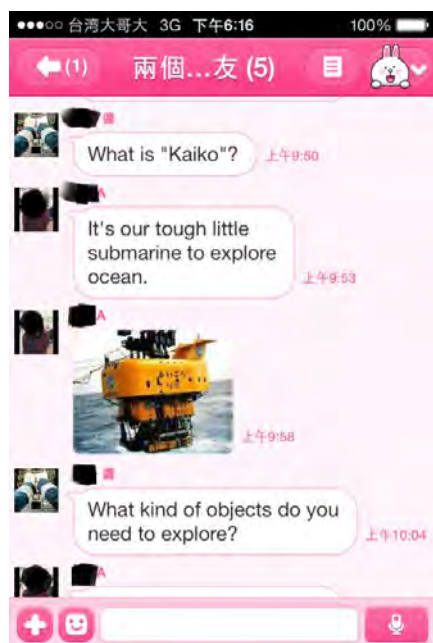 台湾大哥大 3G 下午6:16 100%
(1) 兩個...友 (5)
What is "Kaiko"?
上午9:50
A
It's our tough little
submarine to explore
ocean.
上午9:53
A
上午9:58
What kind of objects do you
need to explore?
上午10:04
A